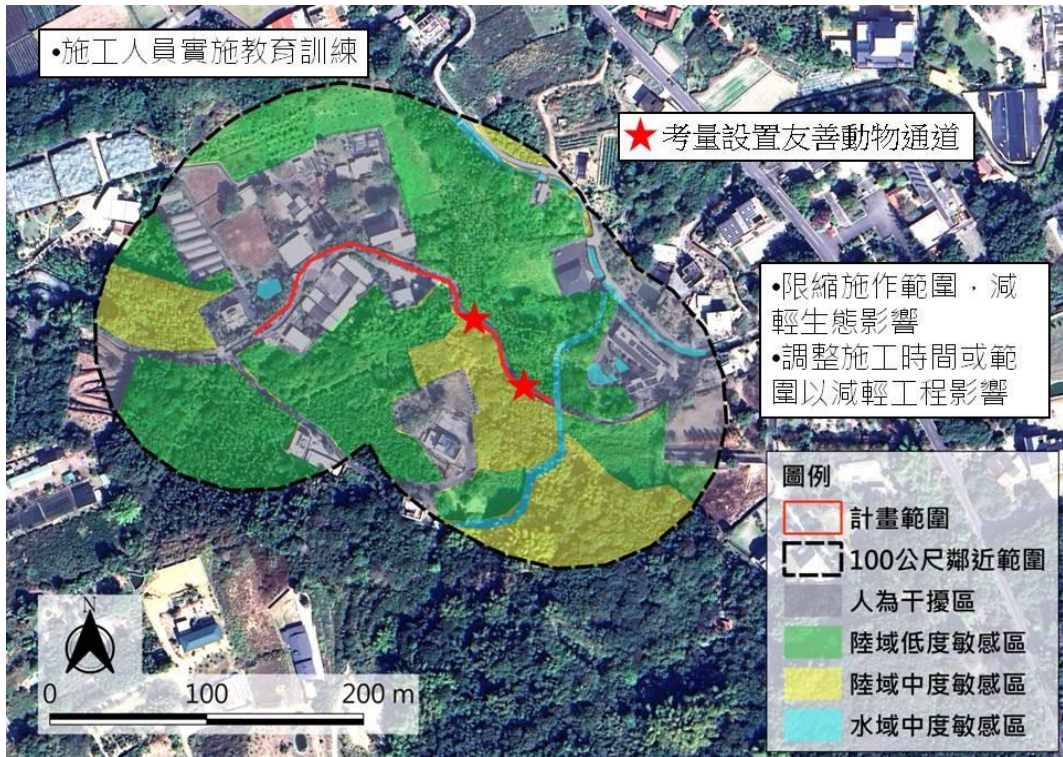 •施工人員實施教育訓練
★考量設置友善動物通道
•限縮施作範圍，減
輕生態影響
•調整施工時間或範
圍以減輕工程影響
圖例
計畫範圍
100公尺鄰近範圍
人為干擾區
陸域低度敏感區
陸域中度敏感區
水域中度敏感區
N
0 100 200 m